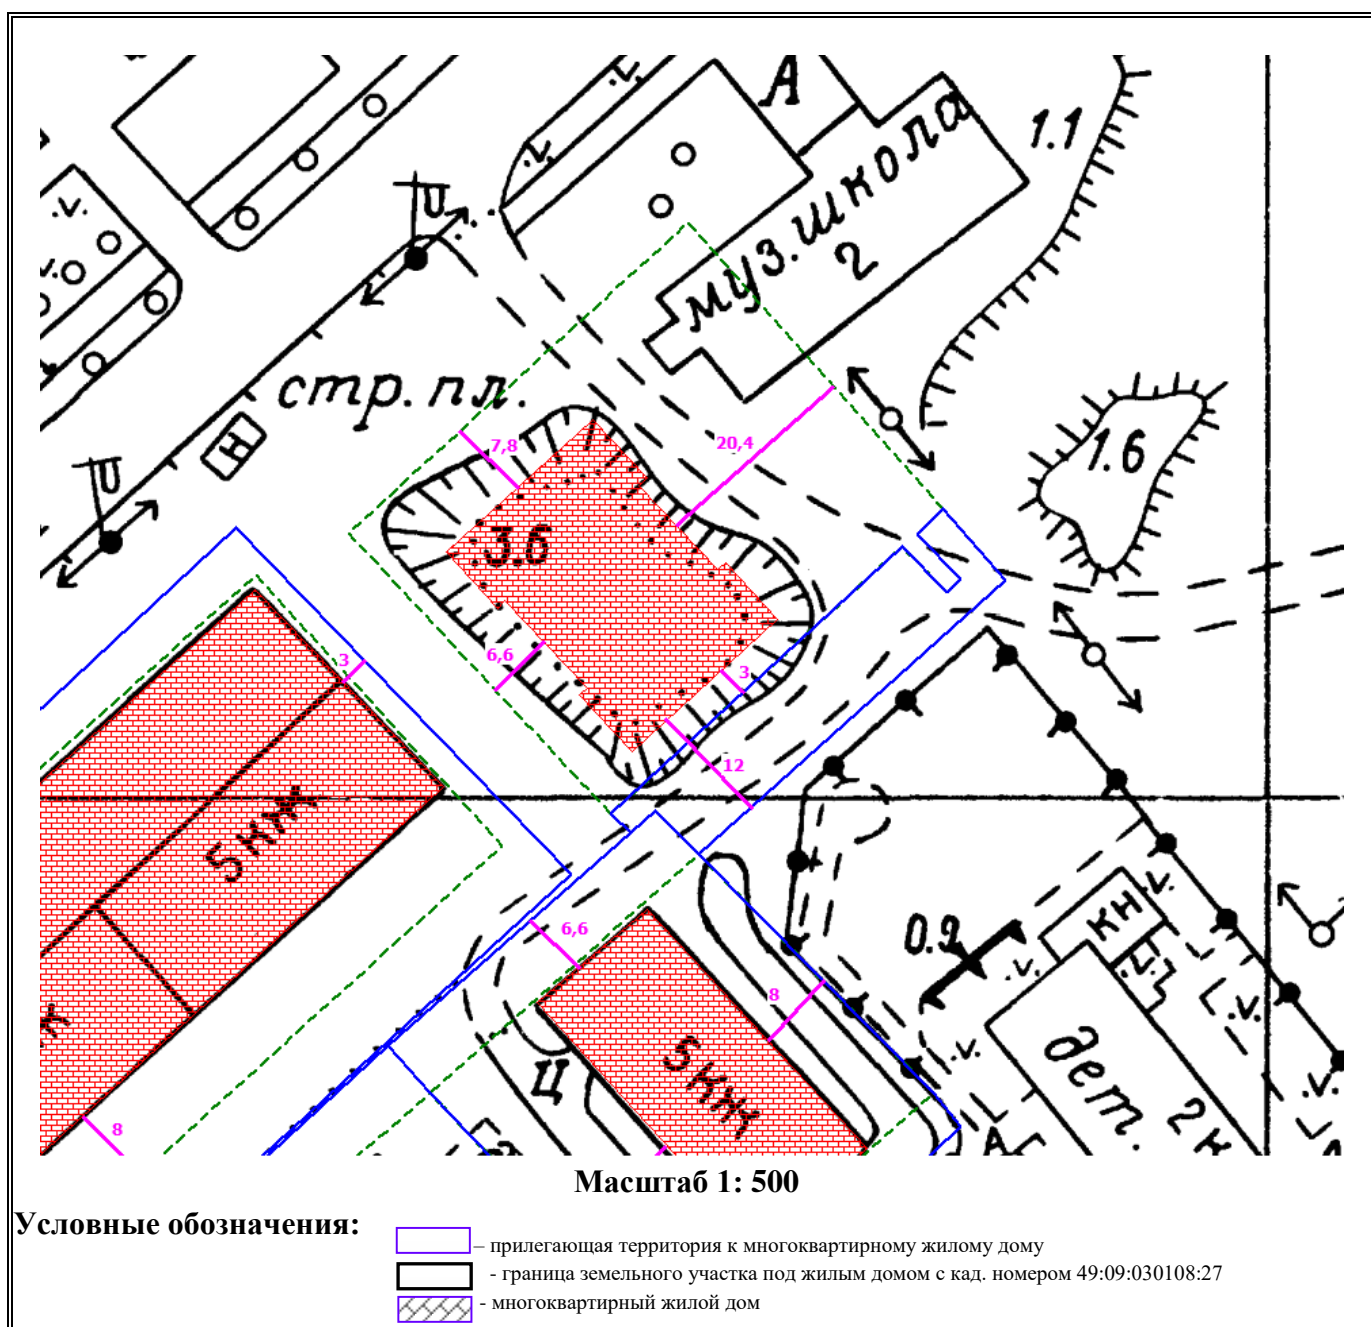 А
1.1
муз. школа
2
стр. пл.
Н
1.6
7,8
20,4
3.6
6,6
3
3
12
5кж
6,6
0.9
кн
8
5кж
дет.
2к
Ц
А
8
Масштаб 1: 500
Условные обозначения:
– прилегающая территория к многоквартирному жилому дому
- граница земельного участка под жилым домом с кад. номером 49:09:030108:27
- многоквартирный жилой дом